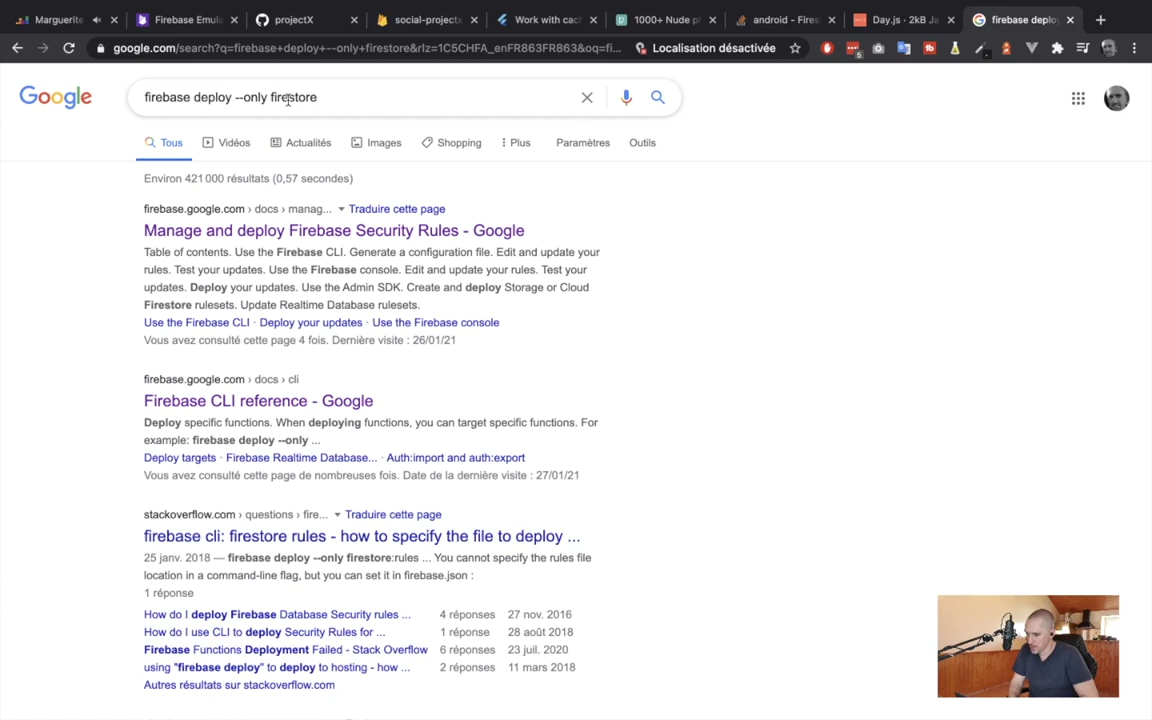 Marguerite
Firebase Emul
projectX
social-projectx
Work with cach
1000+ Nude pl
android - Fires
Day.js · 2kB Ja
firebase deploy
google.com/search?q=firebase+deploy+--only+firestore&rlz=1C5CHFA_enFR863FR863&oq=fi...
Localisation désactivée
5
Google
firebase deploy --only firestore
Tous
Vidéos
Actualités
Images
Shopping
Plus
Paramètres
Outils
Environ 421 000 résultats (0,57 secondes)
firebase.google.com › docs › manag... Traduire cette page
Manage and deploy Firebase Security Rules - Google
Table of contents. Use the Firebase CLI. Generate a configuration file. Edit and update your
rules. Test your updates. Use the Firebase console. Edit and update your rules. Test your
updates. Deploy your updates. Use the Admin SDK. Create and deploy Storage or Cloud
Firestore rulesets. Update Realtime Database rulesets.
Use the Firebase CLI · Deploy your updates · Use the Firebase console
Vous avez consulté cette page 4 fois. Dernière visite : 26/01/21
firebase.google.com › docs › cli
Firebase CLI reference - Google
Deploy specific functions. When deploying functions, you can target specific functions. For
example: firebase deploy --only ...
Deploy targets · Firebase Realtime Database... · Auth:import and auth:export
Vous avez consulté cette page de nombreuses fois. Date de la dernière visite : 27/01/21
stackoverflow.com › questions › fire... Traduire cette page
firebase cli: firestore rules - how to specify the file to deploy ...
25 janv. 2018 — firebase deploy --only firestore:rules ... You cannot specify the rules file
location in a command-line flag, but you can set it in firebase.json :
1 réponse
How do I deploy Firebase Database Security rules ... 4 réponses 27 nov. 2016
How do I use CLI to deploy Security Rules for ... 1 réponse 28 août 2018
Firebase Functions Deployment Failed - Stack Overflow 6 réponses 23 juil. 2020
using "firebase deploy" to deploy to hosting - how ... 2 réponses 11 mars 2018
Autres résultats sur stackoverflow.com